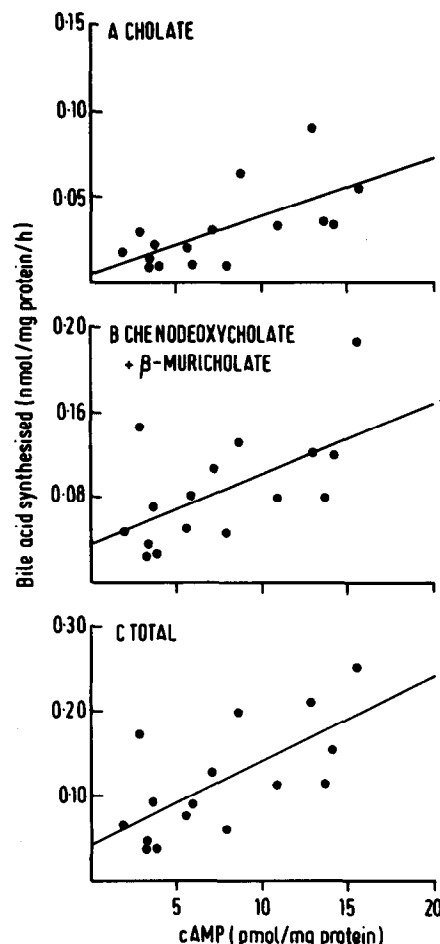 Bile acid synthesised (nmol/mg protein/h)
A CHOLATE
0·15
0·10
0·05
B CHENODEOXYCHOLATE
+ β-MURICHOLATE
0·20
0·16
0·08
C TOTAL
0·30
0·20
0·10
5 10 15 20
cAMP (pmol/mg protein)